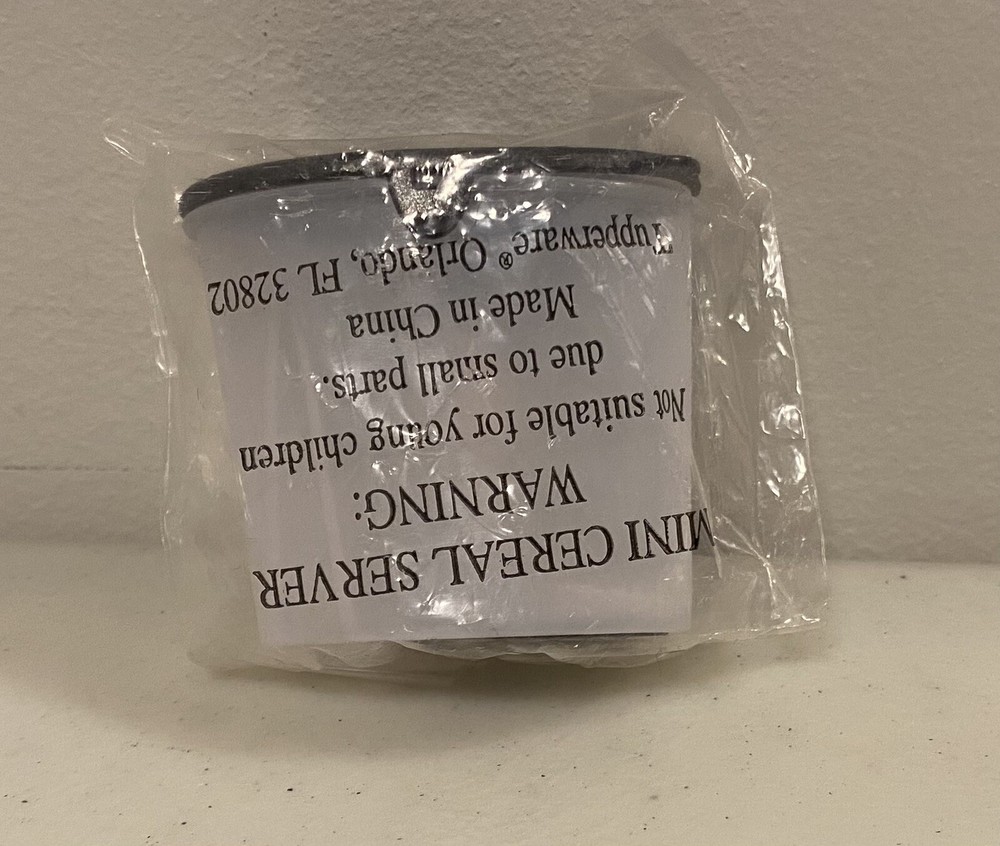 MINI CEREAL SERVER
WARNING:
Not suitable for young children
due to small parts.
Made in China
Tupperware® Orlando, FL 32802